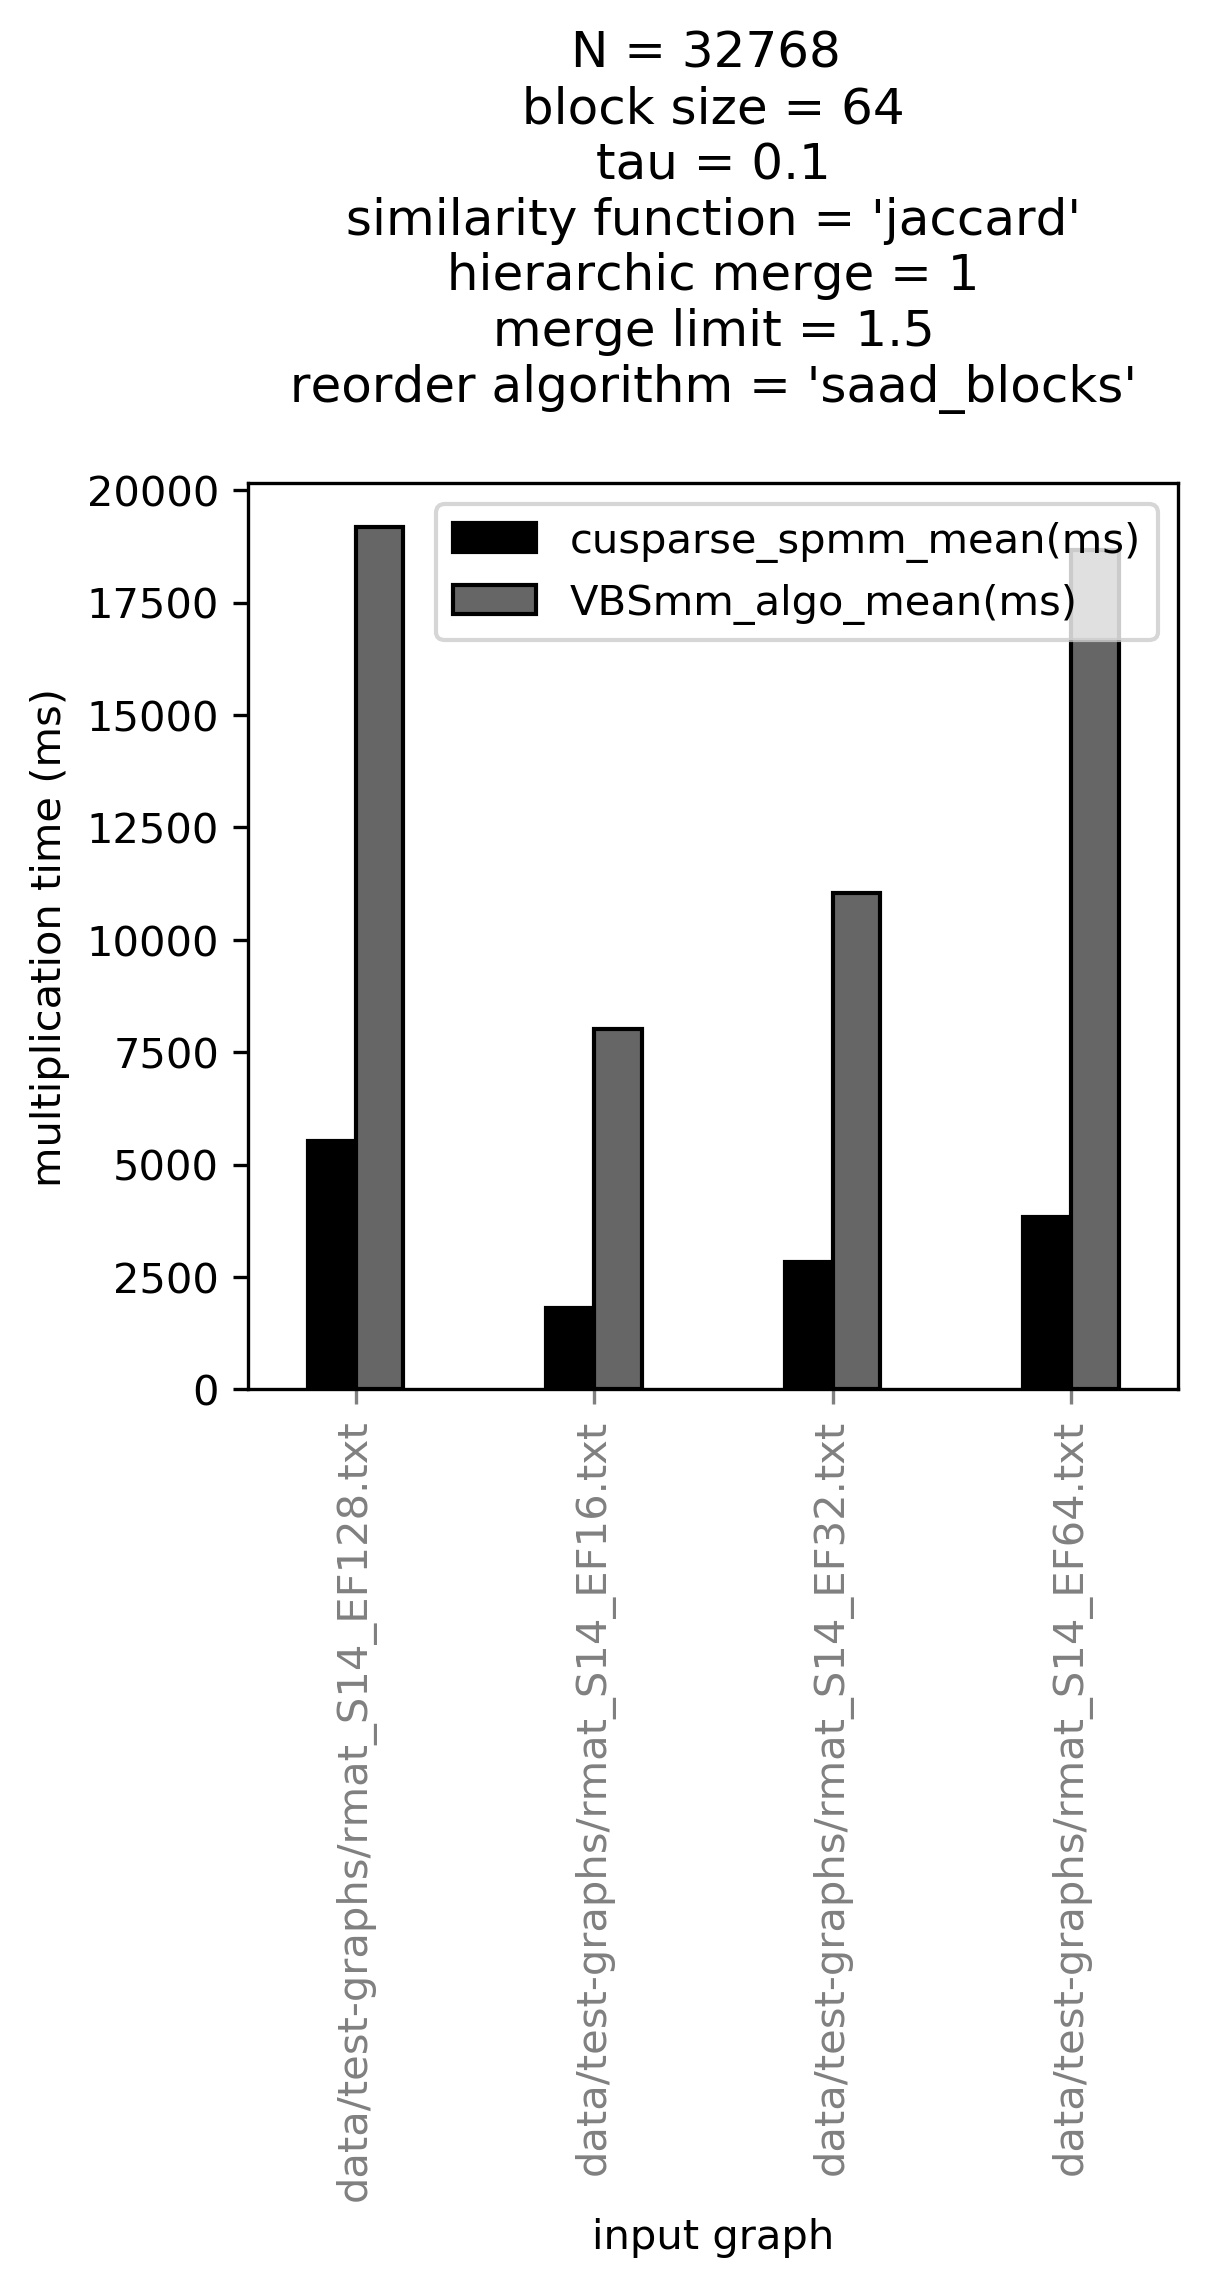 N = 32768
block size = 64
tau = 0.1
similarity function = 'jaccard'
hierarchic merge = 1
merge limit = 1.5
reorder algorithm = 'saad_blocks'
20000
17500
15000
12500
10000
7500
5000
2500
0
multiplication time (ms)
cusparse_spmm_mean(ms)
VBSmm_algo_mean(ms)
data/test-graphs/rmat_S14_EF128.txt
data/test-graphs/rmat_S14_EF16.txt
data/test-graphs/rmat_S14_EF32.txt
data/test-graphs/rmat_S14_EF64.txt
input graph